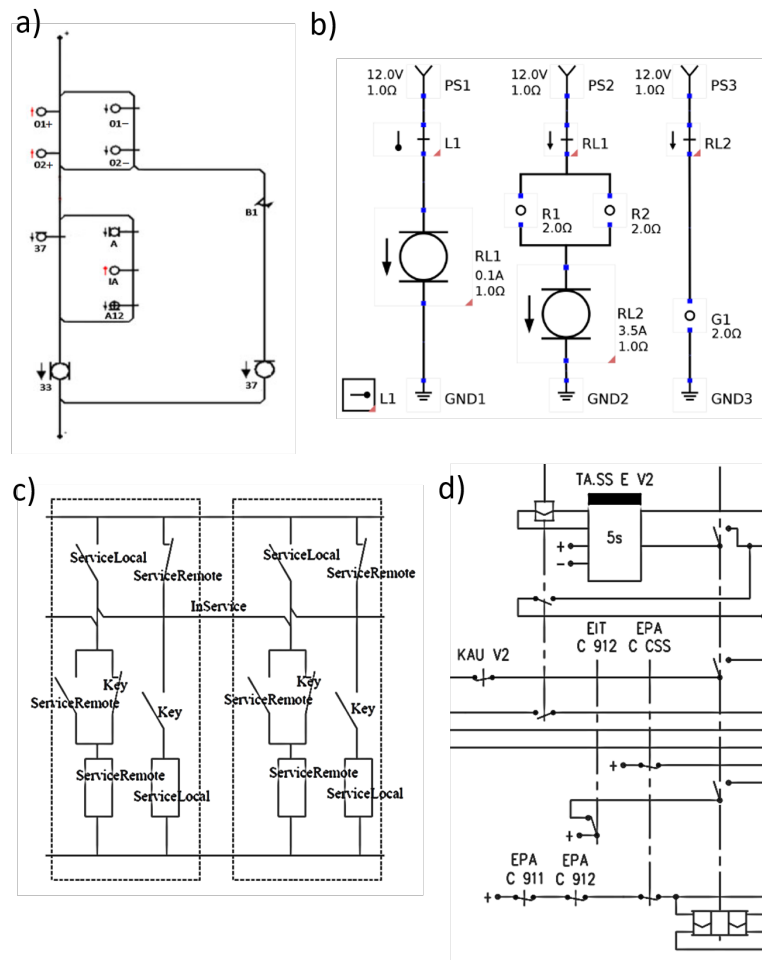 a)
+
01+
01-
02+
02-
B1
37
A
IA
A12
33
37
-
b)
12.0V
1.0Ω
PS1
12.0V
1.0Ω
PS2
12.0V
1.0Ω
PS3
L1
RL1
RL2
R1
2.0Ω
R2
2.0Ω
RL1
0.1A
1.0Ω
RL2
3.5A
1.0Ω
G1
2.0Ω
L1
GND1
GND2
GND3
c)
ServiceLocal
ServiceRemote
InService
ServiceLocal
ServiceRemote
Key
ServiceRemote
Key
Key
ServiceRemote
Key
ServiceRemote
ServiceLocal
ServiceRemote
ServiceLocal
d)
TA.SS E V2
5s
+
-
EIT
C 912
EPA
C CSS
KAU V2
+
+
EPA
C 911
EPA
C 912
+